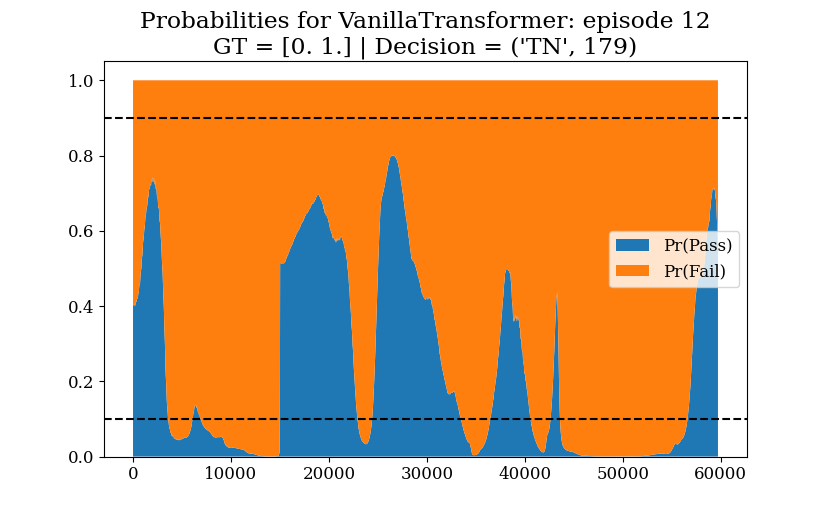 Probabilities for VanillaTransformer: episode 12
GT = [0. 1.] | Decision = ('TN', 179)
1.0
0.8
0.6
0.4
0.2
0.0
Pr(Pass)
Pr(Fail)
0 10000 20000 30000 40000 50000 60000